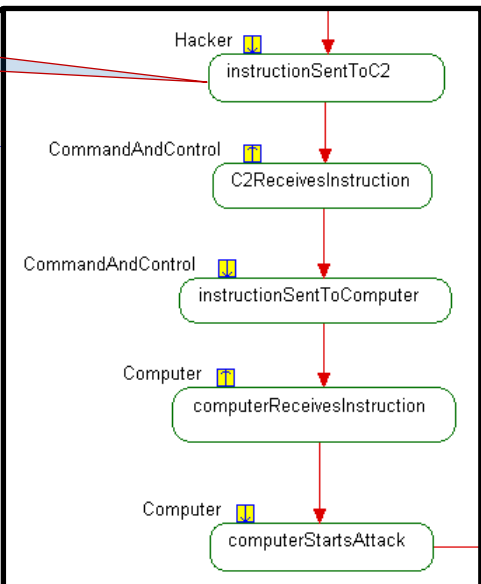 Hacker
instructionSentToC2
CommandAndControl
C2ReceivesInstruction
CommandAndControl
instructionSentToComputer
Computer
computerReceivesInstruction
Computer
computerStartsAttack